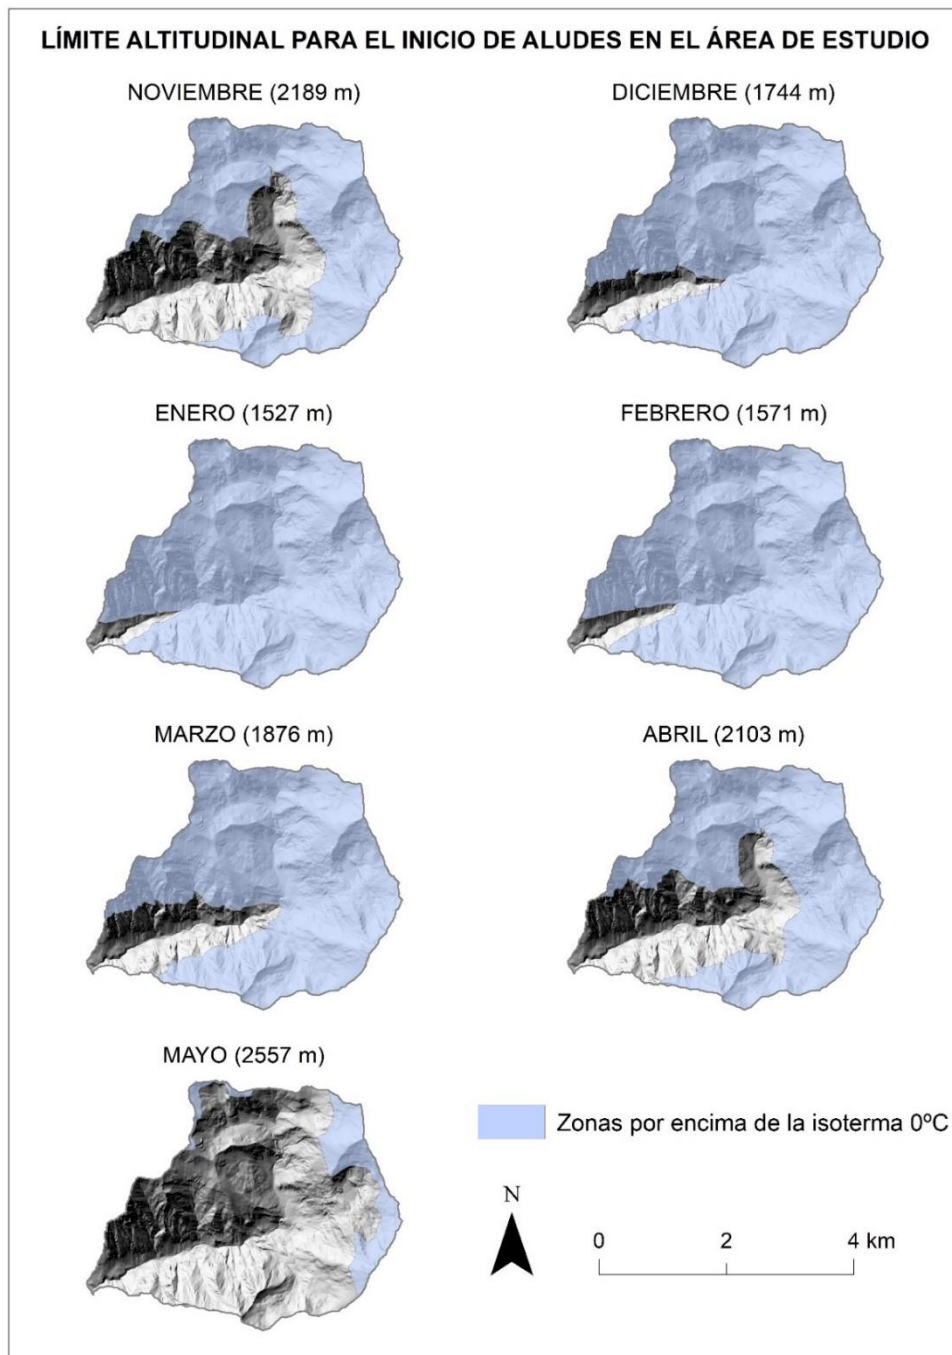 LÍMITE ALTITUDINAL PARA EL INICIO DE ALUDES EN EL ÁREA DE ESTUDIO
NOVIEMBRE (2189 m)
DICIEMBRE (1744 m)
ENERO (1527 m)
FEBRERO (1571 m)
MARZO (1876 m)
ABRIL (2103 m)
MAYO (2557 m)
Zonas por encima de la isoterma 0ºC
N
0 2 4 km